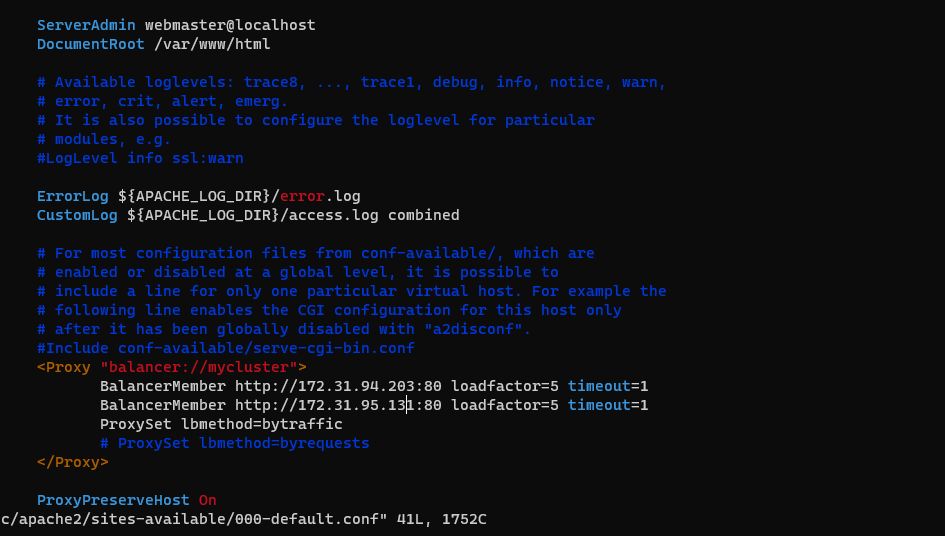 ServerAdmin webmaster@localhost
DocumentRoot /var/www/html
# Available loglevels: trace8, ..., trace1, debug, info, notice, warn,
# error, crit, alert, emerg.
# It is also possible to configure the loglevel for particular
# modules, e.g.
#LogLevel info ssl:warn
ErrorLog ${APACHE_LOG_DIR}/error.log
CustomLog ${APACHE_LOG_DIR}/access.log combined
# For most configuration files from conf-available/, which are
# enabled or disabled at a global level, it is possible to
# include a line for only one particular virtual host. For example the
# following line enables the CGI configuration for this host only
# after it has been globally disabled with "a2disconf".
#Include conf-available/serve-cgi-bin.conf
<Proxy "balancer://mycluster">
BalancerMember http://172.31.94.203:80 loadfactor=5 timeout=1
BalancerMember http://172.31.95.131:80 loadfactor=5 timeout=1
ProxySet lbmethod=bytraffic
# ProxySet lbmethod=byrequests
</Proxy>
ProxyPreserveHost On
c/apache2/sites-available/000-default.conf" 41L, 1752C